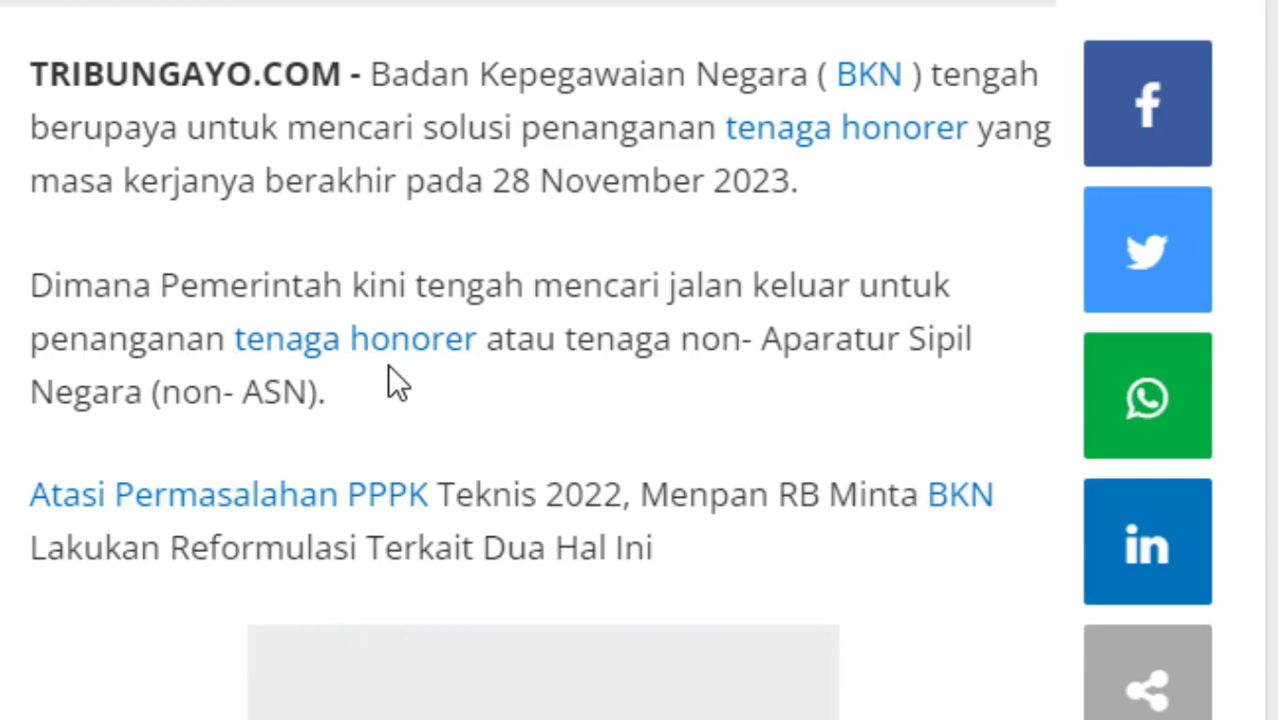 TRIBUNGAYO.COM - Badan Kepegawaian Negara ( BKN ) tengah
berupaya untuk mencari solusi penanganan tenaga honorer yang
masa kerjanya berakhir pada 28 November 2023.
Dimana Pemerintah kini tengah mencari jalan keluar untuk
penanganan tenaga honorer atau tenaga non- Aparatur Sipil
Negara (non- ASN).
Atasi Permasalahan PPPK Teknis 2022, Menpan RB Minta BKN
Lakukan Reformulasi Terkait Dua Hal Ini